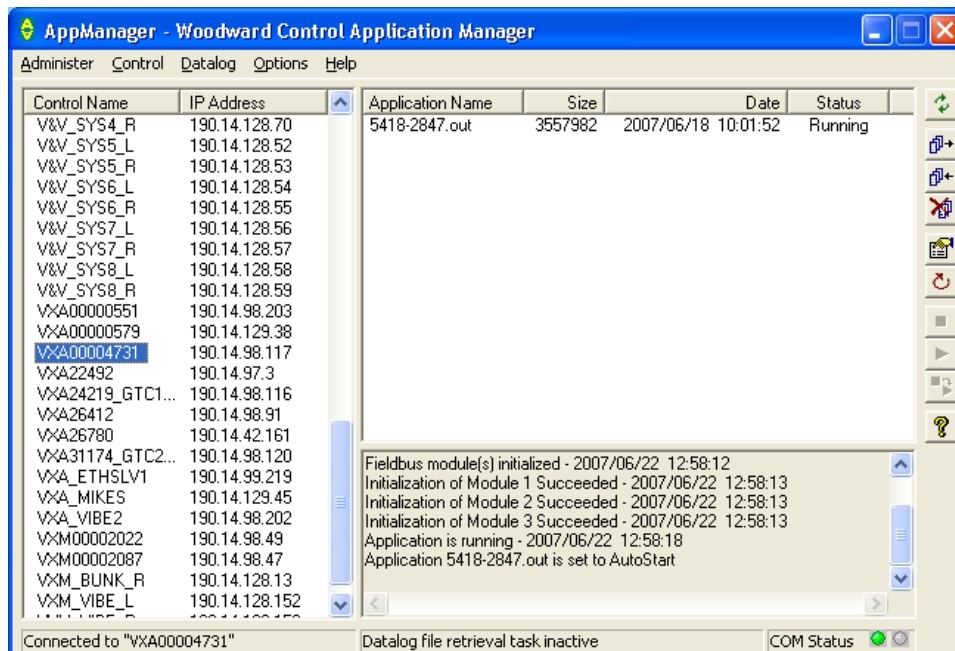 AppManager - Woodward Control Application Manager
Administer Control Datalog Options Help
Control Name IP Address
V&V_SYS4_R 190.14.128.70
V&V_SYS5_L 190.14.128.52
V&V_SYS5_R 190.14.128.53
V&V_SYS6_L 190.14.128.54
V&V_SYS6_R 190.14.128.55
V&V_SYS7_L 190.14.128.56
V&V_SYS7_R 190.14.128.57
V&V_SYS8_L 190.14.128.58
V&V_SYS8_R 190.14.128.59
VXA00000551 190.14.98.203
VXA00000579 190.14.129.38
VXA00004731 190.14.98.117
VXA22492 190.14.97.3
VXA24219_GTC1... 190.14.98.116
VXA26412 190.14.98.91
VXA26780 190.14.42.161
VXA31174_GTC2... 190.14.98.120
VXA_ETHSLV1 190.14.99.219
VXA_MIKES 190.14.129.45
VXA_VIBE2 190.14.98.202
VXM00002022 190.14.98.49
VXM00002087 190.14.98.47
VXM_BUNK_R 190.14.128.13
VXM_VIBE_L 190.14.128.152
Application Name Size Date Status
5418-2847.out 3557982 2007/06/18 10:01:52 Running
Fieldbus module(s) initialized - 2007/06/22 12:58:12
Initialization of Module 1 Succeeded - 2007/06/22 12:58:13
Initialization of Module 2 Succeeded - 2007/06/22 12:58:13
Initialization of Module 3 Succeeded - 2007/06/22 12:58:13
Application is running - 2007/06/22 12:58:18
Application 5418-2847.out is set to AutoStart
Connected to "VXA00004731"
Datalog file retrieval task inactive
COM Status